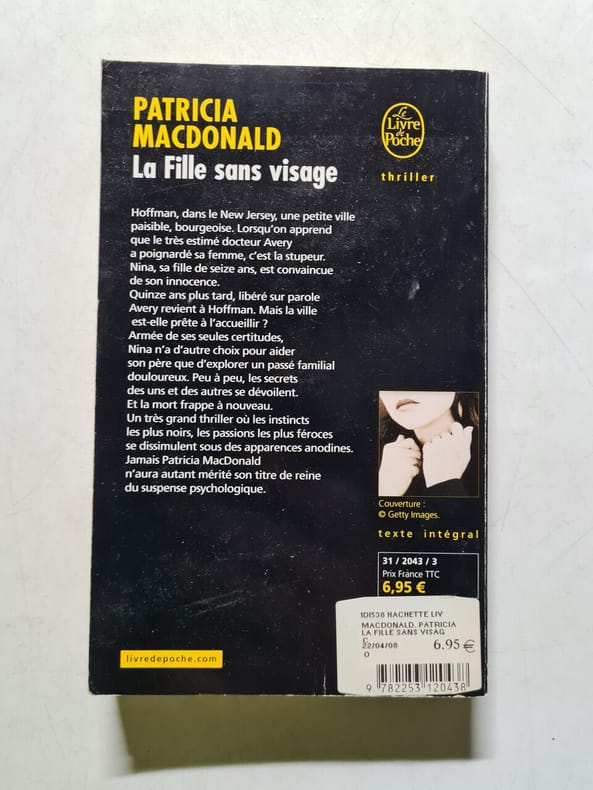 PATRICIA
MACDONALD
La Fille sans visage
Le
Livre
de
Poche
thriller
Hoffman, dans le New Jersey, une petite ville
paisible, bourgeoise. Lorsqu'on apprend
que le très estimé docteur Avery
a poignardé sa femme, c'est la stupeur.
Nina, sa fille de seize ans, est convaincue
de son innocence.
Quinze ans plus tard, libéré sur parole
Avery revient à Hoffman. Mais la ville
est-elle prête à l'accueillir ?
Armée de ses seules certitudes,
Nina n'a d'autre choix pour aider
son père que d'explorer un passé familial
douloureux. Peu à peu, les secrets
des uns et des autres se dévoilent.
Et la mort frappe à nouveau.
Un très grand thriller où les instincts
les plus noirs, les passions les plus féroces
se dissimulent sous des apparences anodines.
Jamais Patricia MacDonald
n'aura autant mérité son titre de reine
du suspense psychologique.
Couverture :
© Getty Images.
texte intégral
31 / 2043 / 3
Prix France TTC
6,95 €
HACHETTE LIV
MACDONALD. PATRICIA
LA FILLE SANS VISAG
22/04/08
0
6.95 €
9 782253 120438
livredepoche.com